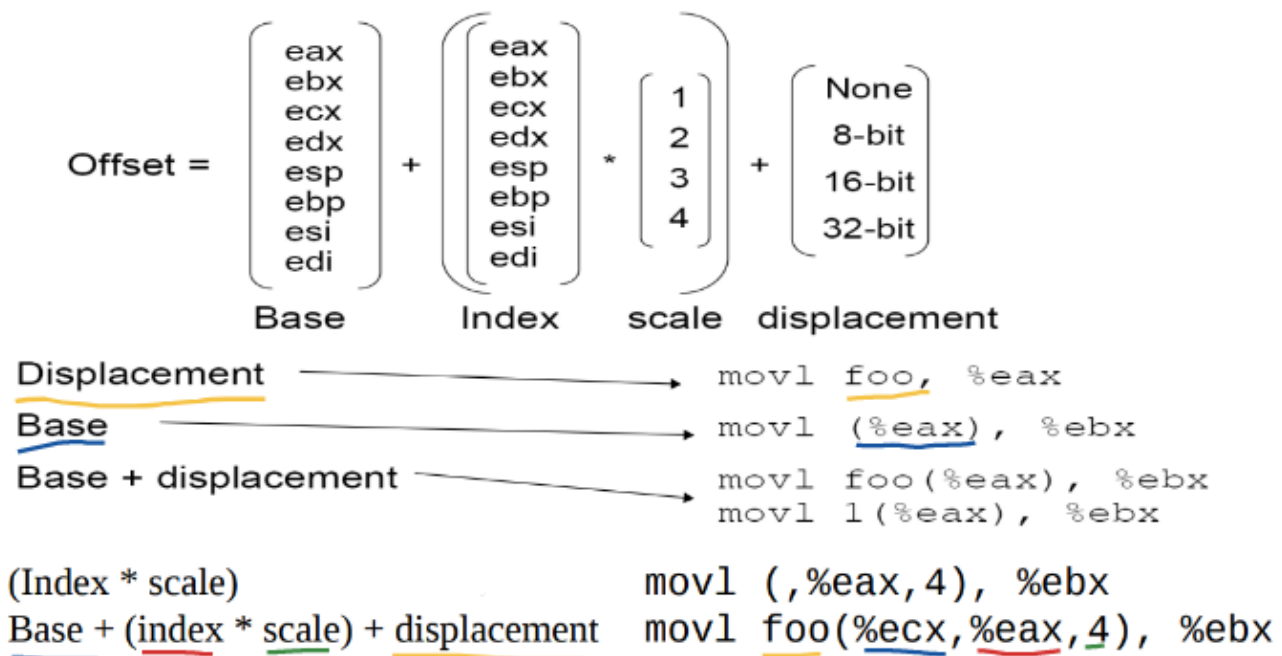 Offset =
eax
ebx
ecx
edx
esp
ebp
esi
edi
+
eax
ebx
ecx
edx
esp
ebp
esi
edi
*
1
2
3
4
+
None
8-bit
16-bit
32-bit
Base Index scale displacement
Displacement movl foo, %eax
Base movl (%eax), %ebx
Base + displacement movl foo(%eax), %ebx
movl 1(%eax), %ebx
(Index * scale) movl (,%eax,4), %ebx
Base + (index * scale) + displacement movl foo(%ecx,%eax,4), %ebx